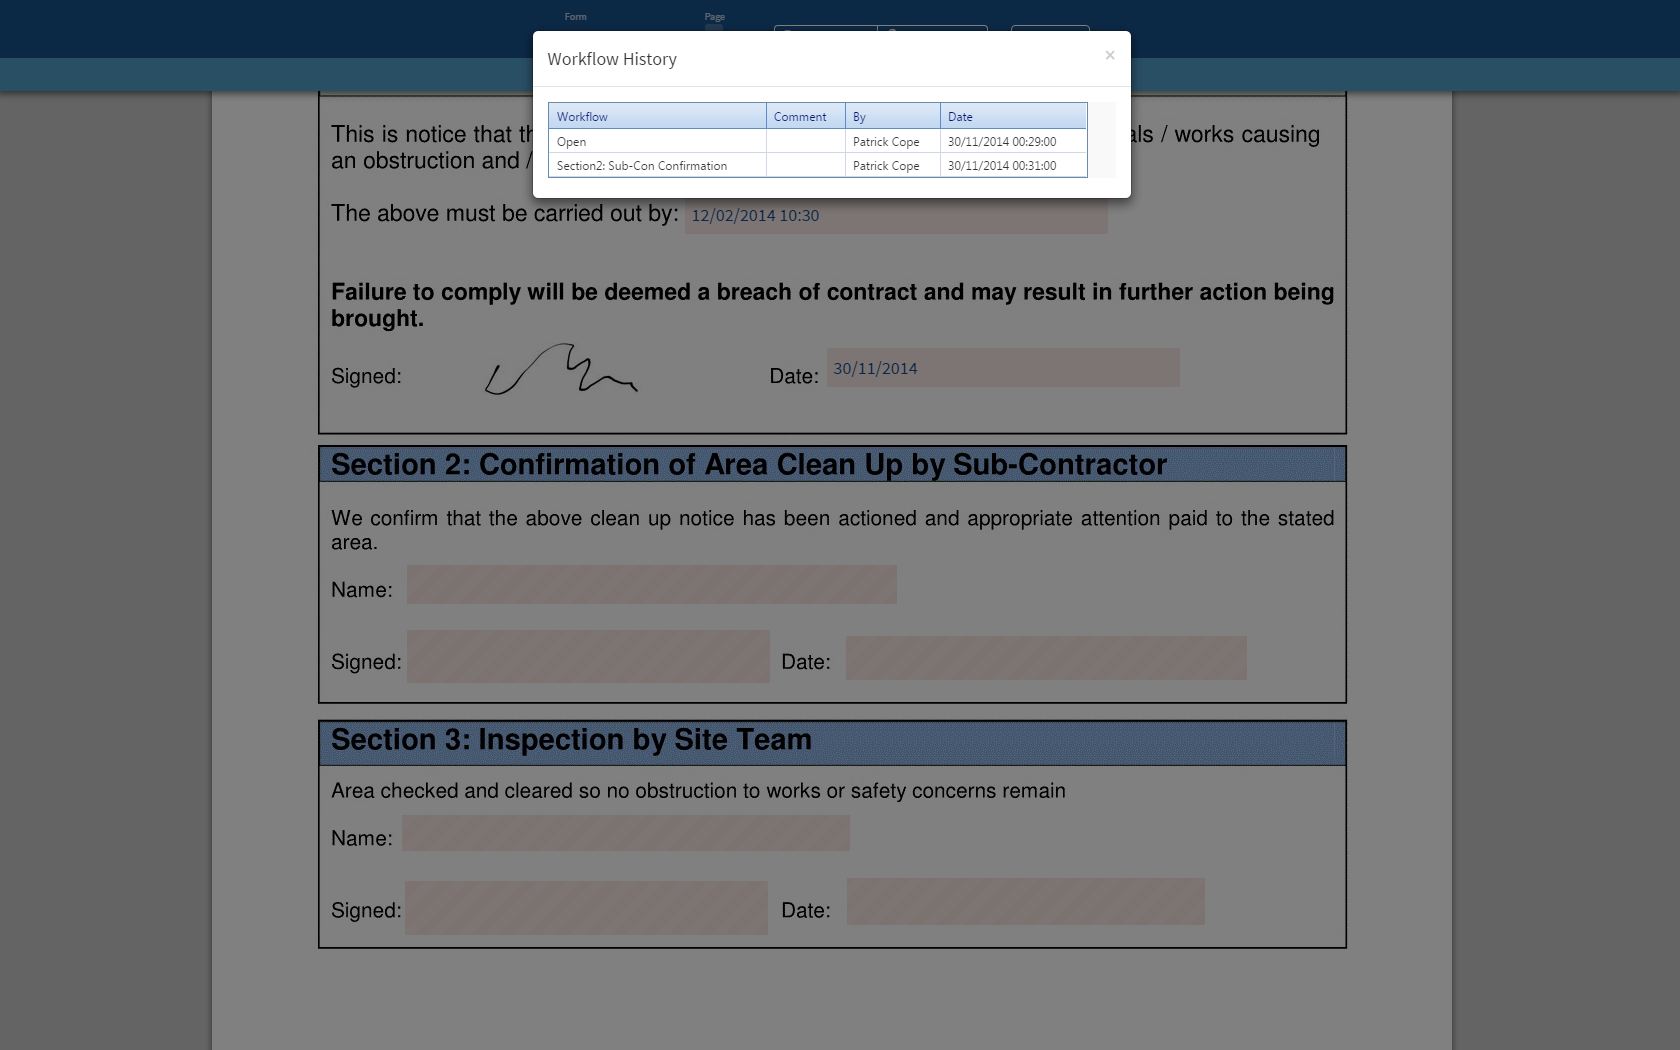 Form Page
Workflow History ×
Workflow Comment By Date
Open Patrick Cope 30/11/2014 00:29:00
Section2: Sub-Con Confirmation Patrick Cope 30/11/2014 00:31:00
This is notice that / works causing
an obstruction and /
The above must be carried out by: 12/02/2014 10:30
Failure to comply will be deemed a breach of contract and may result in further action being
brought.
Signed: Date: 30/11/2014
Section 2: Confirmation of Area Clean Up by Sub-Contractor
We confirm that the above clean up notice has been actioned and appropriate attention paid to the stated
area.
Name:
Signed: Date:
Section 3: Inspection by Site Team
Area checked and cleared so no obstruction to works or safety concerns remain
Name:
Signed: Date: